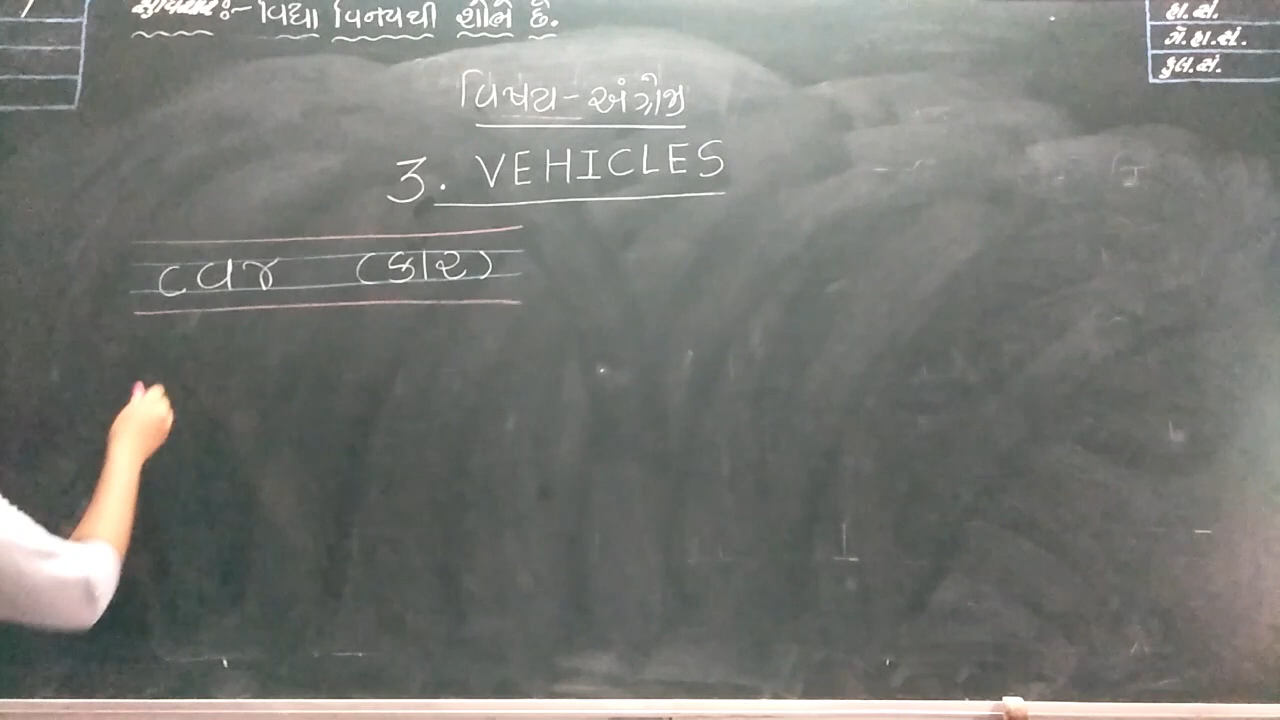 સુવિચાર :- વિદ્યા વિનયથી શોભે છે.
હા.સં.
ગે.હા.સં.
કુલ.સં.
વિષય - અંગ્રેજી
3. VEHICLES
car (કાર)